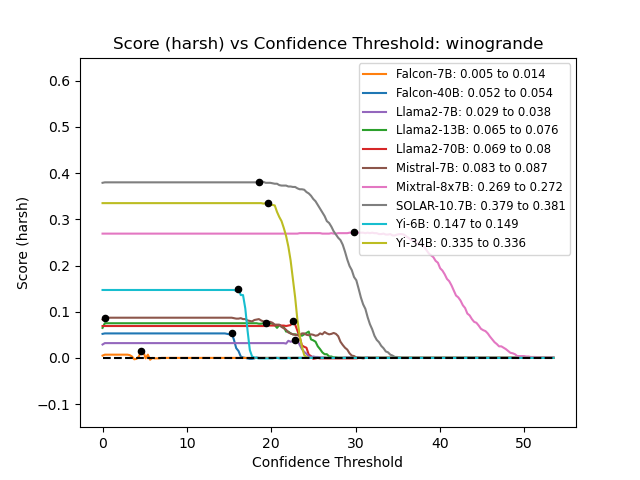 Score (harsh) vs Confidence Threshold: winogrande
Score (harsh)
0.6
0.5
0.4
0.3
0.2
0.1
0.0
−0.1
Falcon-7B: 0.005 to 0.014
Falcon-40B: 0.052 to 0.054
Llama2-7B: 0.029 to 0.038
Llama2-13B: 0.065 to 0.076
Llama2-70B: 0.069 to 0.08
Mistral-7B: 0.083 to 0.087
Mixtral-8x7B: 0.269 to 0.272
SOLAR-10.7B: 0.379 to 0.381
Yi-6B: 0.147 to 0.149
Yi-34B: 0.335 to 0.336
0 10 20 30 40 50
Confidence Threshold